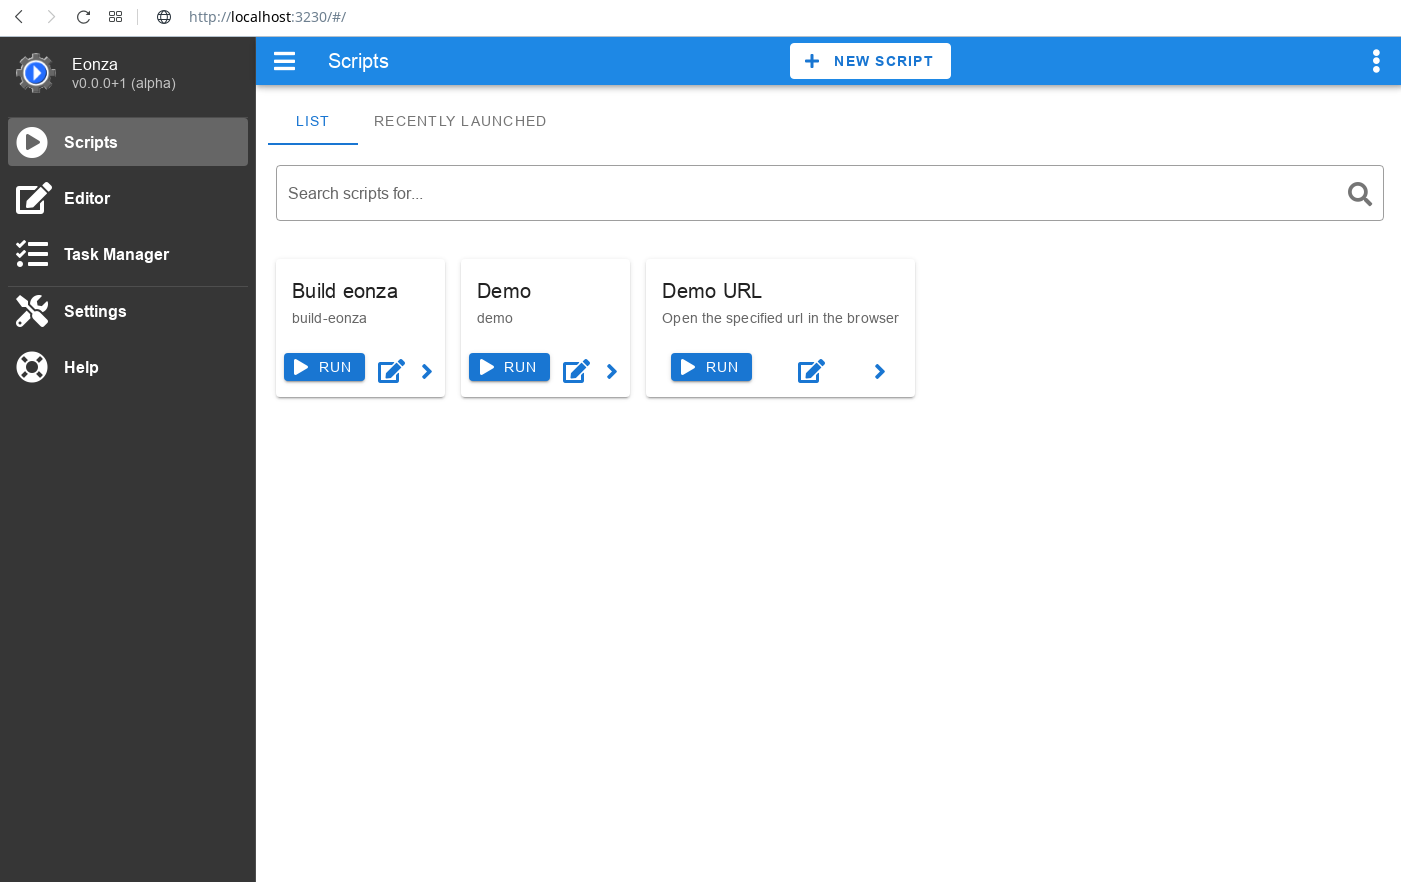 http://localhost:3230/#/
Eonza
v0.0.0+1 (alpha)
Scripts
Editor
Task Manager
Settings
Help
Scripts
NEW SCRIPT
LIST
RECENTLY LAUNCHED
Search scripts for...
Build eonza
build-eonza
RUN
Demo
demo
RUN
Demo URL
Open the specified url in the browser
RUN